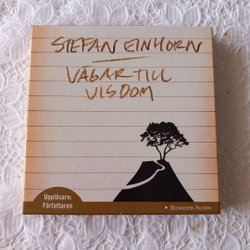 STEFAN EINHORN
VÄGAR TILL
VISDOM
Uppläsare:
Författaren
BONNIER AUDIO